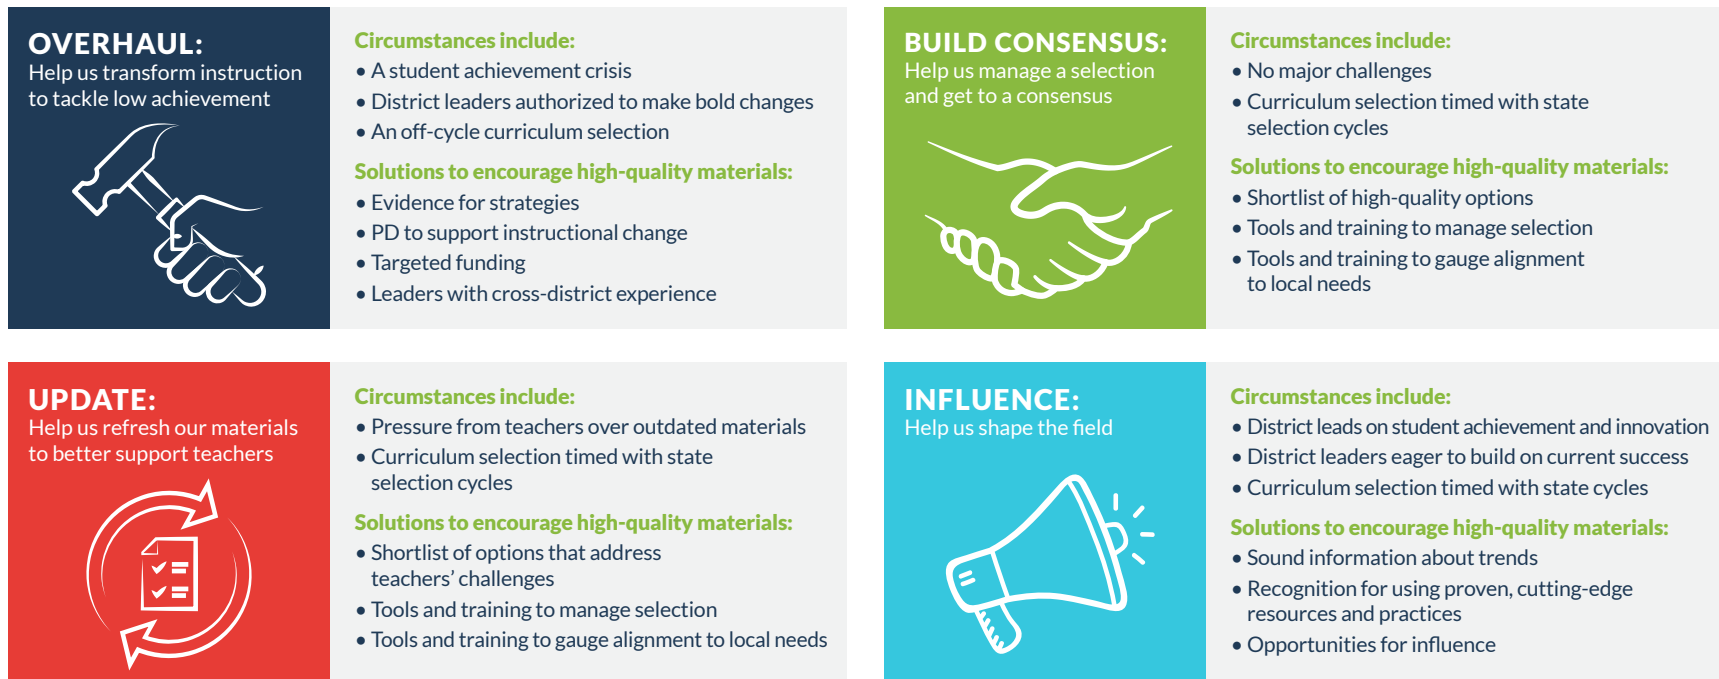 OVERHAUL:
Help us transform instruction
to tackle low achievement
Circumstances include:
• A student achievement crisis
• District leaders authorized to make bold changes
• An off-cycle curriculum selection
Solutions to encourage high-quality materials:
• Evidence for strategies
• PD to support instructional change
• Targeted funding
• Leaders with cross-district experience
BUILD CONSENSUS:
Help us manage a selection
and get to a consensus
Circumstances include:
• No major challenges
• Curriculum selection timed with state
selection cycles
Solutions to encourage high-quality materials:
• Shortlist of high-quality options
• Tools and training to manage selection
• Tools and training to gauge alignment
to local needs
UPDATE:
Help us refresh our materials
to better support teachers
Circumstances include:
• Pressure from teachers over outdated materials
• Curriculum selection timed with state
selection cycles
Solutions to encourage high-quality materials:
• Shortlist of options that address
teachers’ challenges
• Tools and training to manage selection
• Tools and training to gauge alignment to local needs
INFLUENCE:
Help us shape the field
Circumstances include:
• District leads on student achievement and innovation
• District leaders eager to build on current success
• Curriculum selection timed with state cycles
Solutions to encourage high-quality materials:
• Sound information about trends
• Recognition for using proven, cutting-edge
resources and practices
• Opportunities for influence